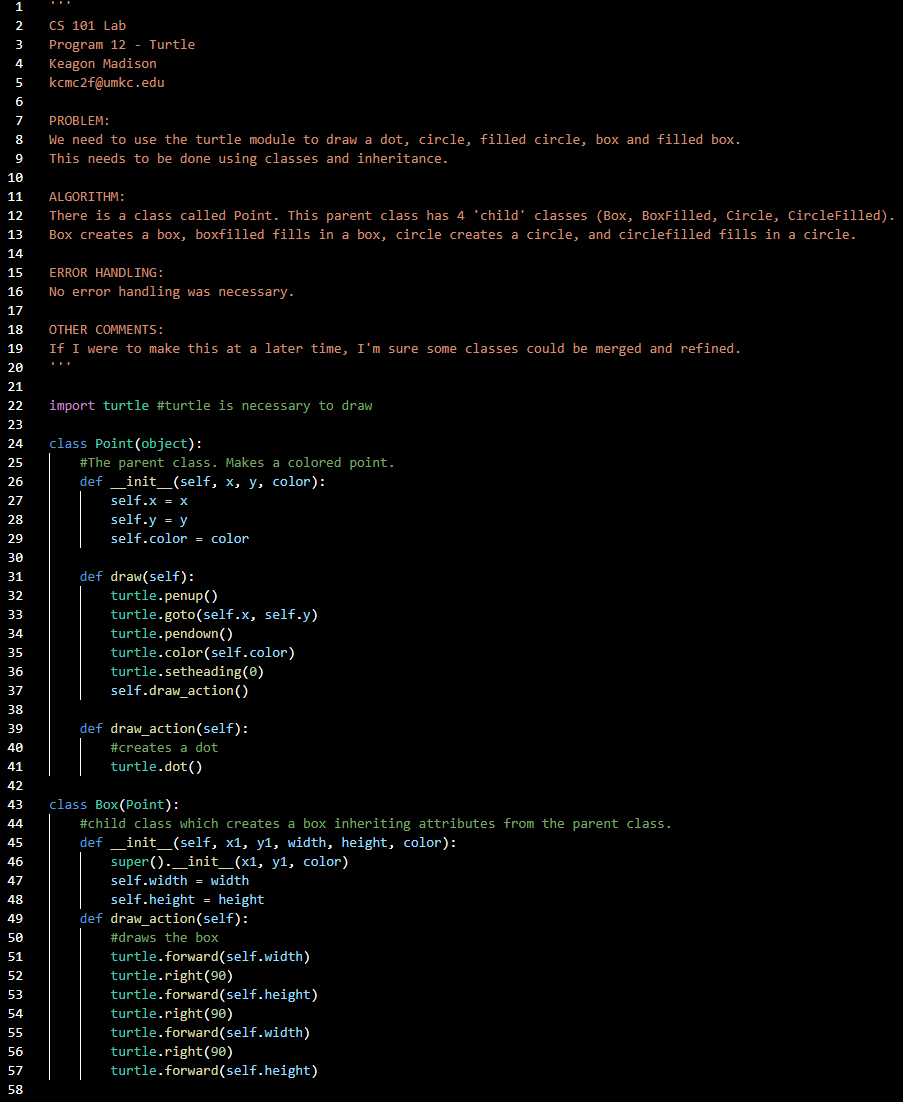 1 '''
2 CS 101 Lab
3 Program 12 - Turtle
4 Keagon Madison
5 kcmc2f@umkc.edu
6
7 PROBLEM:
8 We need to use the turtle module to draw a dot, circle, filled circle, box and filled box.
9 This needs to be done using classes and inheritance.
10
11 ALGORITHM:
12 There is a class called Point. This parent class has 4 'child' classes (Box, BoxFilled, Circle, CircleFilled).
13 Box creates a box, boxfilled fills in a box, circle creates a circle, and circlefilled fills in a circle.
14
15 ERROR HANDLING:
16 No error handling was necessary.
17
18 OTHER COMMENTS:
19 If I were to make this at a later time, I'm sure some classes could be merged and refined.
20 '''
21
22 import turtle #turtle is necessary to draw
23
24 class Point(object):
25     #The parent class. Makes a colored point.
26     def __init__(self, x, y, color):
27         self.x = x
28         self.y = y
29         self.color = color
30
31     def draw(self):
32         turtle.penup()
33         turtle.goto(self.x, self.y)
34         turtle.pendown()
35         turtle.color(self.color)
36         turtle.setheading(0)
37         self.draw_action()
38
39     def draw_action(self):
40         #creates a dot
41         turtle.dot()
42
43 class Box(Point):
44     #child class which creates a box inheriting attributes from the parent class.
45     def __init__(self, x1, y1, width, height, color):
46         super().__init__(x1, y1, color)
47         self.width = width
48         self.height = height
49     def draw_action(self):
50         #draws the box
51         turtle.forward(self.width)
52         turtle.right(90)
53         turtle.forward(self.height)
54         turtle.right(90)
55         turtle.forward(self.width)
56         turtle.right(90)
57         turtle.forward(self.height)
58